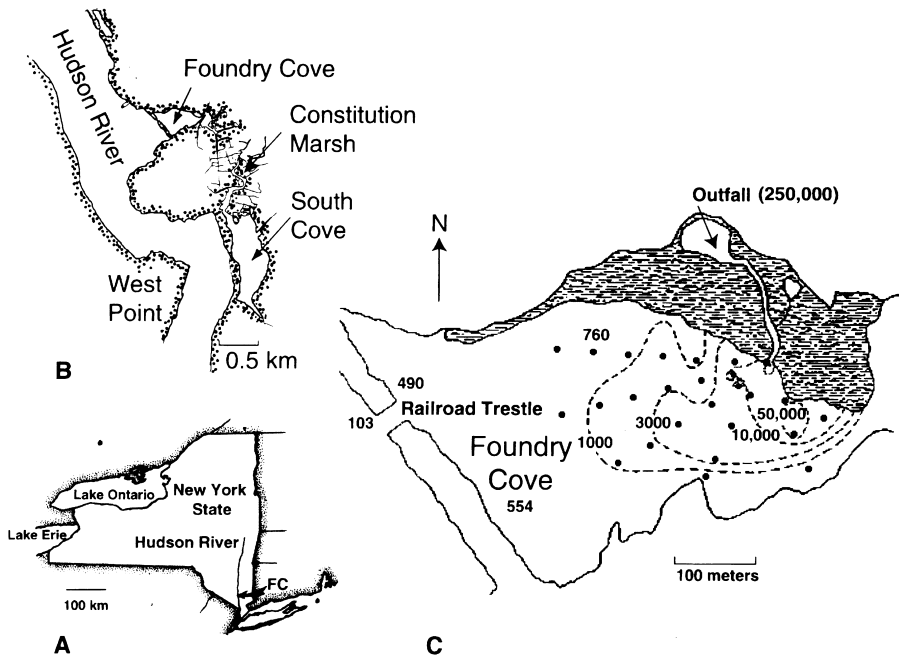 Hudson River
Foundry Cove
Constitution
Marsh
South
Cove
West
Point
0.5 km
B
Lake Ontario
New York
State
Lake Erie
Hudson River
FC
100 km
A
Outfall (250,000)
N
760
490
103
Railroad Trestle
Foundry
Cove
554
1000
3000
10,000
50,000
100 meters
C